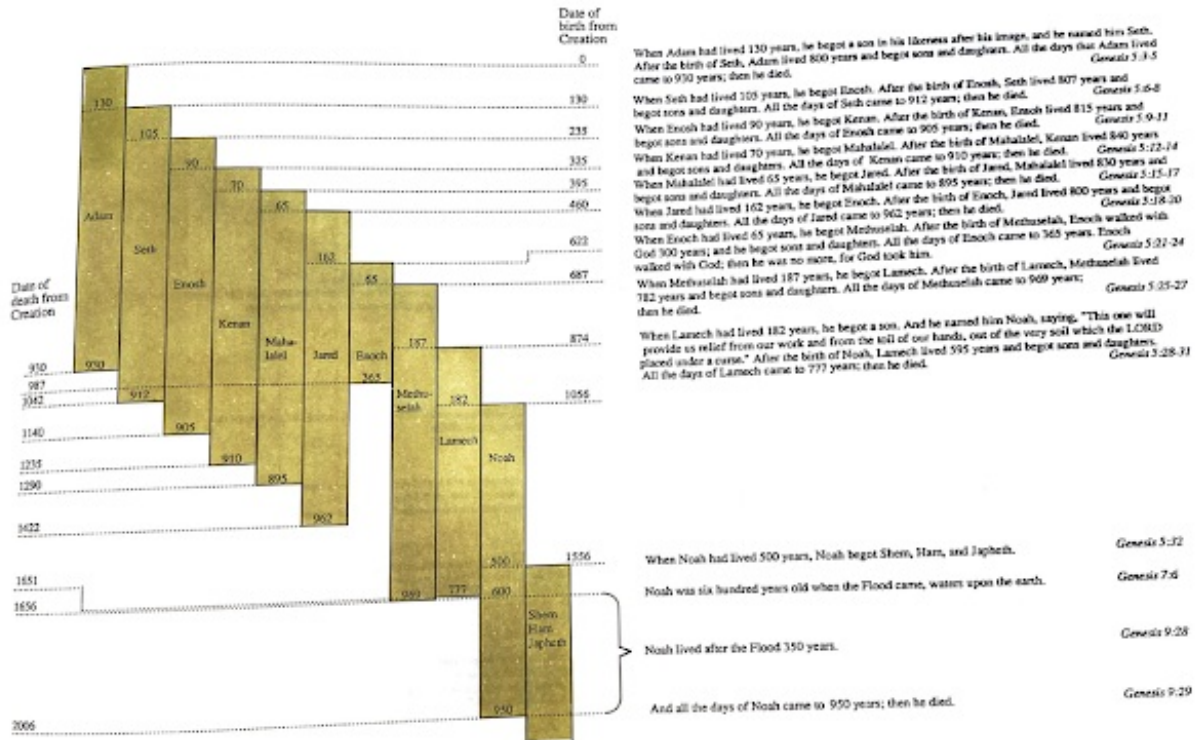 Date of
birth from
Creation
0
130
130
105
235
90
325
70
395
65
460
Adam
Seth
162
622
Enosh
65
687
Date of
death from
Creation
Kenan
Maha-
lalel
Jared
Enoch
187
874
930
930
365
987
912
1042
Methu-
selah
182
1056
905
1140
Lamech
Noah
910
1235
895
1290
962
1422
500
1556
1651
969
777
600
1656
Shem
Ham
Japheth
950
2006
When Adam had lived 130 years, he begot a son in his likeness after his image, and he named him Seth.
After the birth of Seth, Adam lived 800 years and begot sons and daughters. All the days that Adam lived
came to 930 years; then he died. Genesis 5:3-5
When Seth had lived 105 years, he begot Enosh. After the birth of Enosh, Seth lived 807 years and
begot sons and daughters. All the days of Seth came to 912 years; then he died. Genesis 5:6-8
When Enosh had lived 90 years, he begot Kenan. After the birth of Kenan, Enosh lived 815 years and
begot sons and daughters. All the days of Enosh came to 905 years; then he died. Genesis 5:9-11
When Kenan had lived 70 years, he begot Mahalalel. After the birth of Mahalalel, Kenan lived 840 years
and begot sons and daughters. All the days of Kenan came to 910 years; then he died. Genesis 5:12-14
When Mahalalel had lived 65 years, he begot Jared. After the birth of Jared, Mahalalel lived 830 years and
begot sons and daughters. All the days of Mahalalel came to 895 years; then he died. Genesis 5:15-17
When Jared had lived 162 years, he begot Enoch. After the birth of Enoch, Jared lived 800 years and begot
sons and daughters. All the days of Jared came to 962 years; then he died. Genesis 5:18-20
When Enoch had lived 65 years, he begot Methuselah. After the birth of Methuselah, Enoch walked with
God 300 years; and he begot sons and daughters. All the days of Enoch came to 365 years. Enoch
walked with God; then he was no more, for God took him. Genesis 5:21-24
When Methuselah had lived 187 years, he begot Lamech. After the birth of Lamech, Methuselah lived
782 years and begot sons and daughters. All the days of Methuselah came to 969 years;
then he died. Genesis 5:25-27
When Lamech had lived 182 years, he begot a son. And he named him Noah, saying, "This one will
provide us relief from our work and from the toil of our hands, out of the very soil which the LORD
placed under a curse." After the birth of Noah, Lamech lived 595 years and begot sons and daughters.
All the days of Lamech came to 777 years; then he died. Genesis 5:28-31
When Noah had lived 500 years, Noah begot Shem, Ham, and Japheth. Genesis 5:32
Noah was six hundred years old when the Flood came, waters upon the earth. Genesis 7:6
Noah lived after the Flood 350 years. Genesis 9:28
And all the days of Noah came to 950 years; then he died. Genesis 9:29